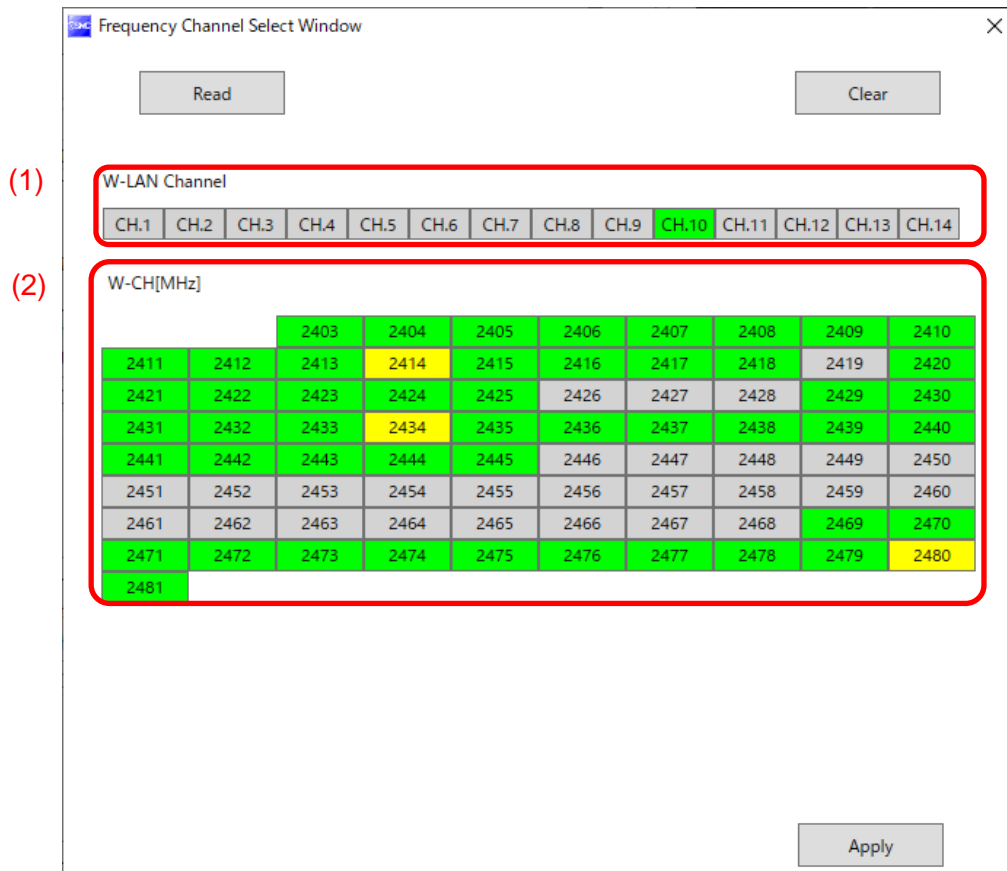 Frequency Channel Select Window
Read Clear
(1)
W-LAN Channel
CH.1 CH.2 CH.3 CH.4 CH.5 CH.6 CH.7 CH.8 CH.9 CH.10 CH.11 CH.12 CH.13 CH.14
(2)
W-CH[MHz]
2403 2404 2405 2406 2407 2408 2409 2410
2411 2412 2413 2414 2415 2416 2417 2418 2419 2420
2421 2422 2423 2424 2425 2426 2427 2428 2429 2430
2431 2432 2433 2434 2435 2436 2437 2438 2439 2440
2441 2442 2443 2444 2445 2446 2447 2448 2449 2450
2451 2452 2453 2454 2455 2456 2457 2458 2459 2460
2461 2462 2463 2464 2465 2466 2467 2468 2469 2470
2471 2472 2473 2474 2475 2476 2477 2478 2479 2480
2481
Apply